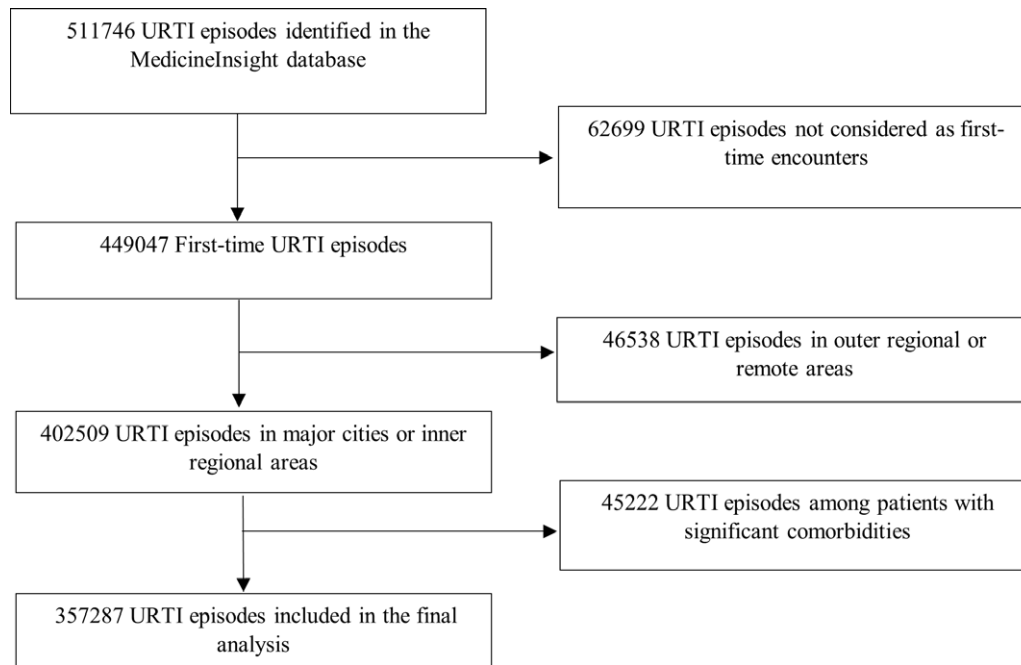 511746 URTI episodes identified in the
MedicineInsight database
62699 URTI episodes not considered as first-
time encounters
449047 First-time URTI episodes
46538 URTI episodes in outer regional or
remote areas
402509 URTI episodes in major cities or inner
regional areas
45222 URTI episodes among patients with
significant comorbidities
357287 URTI episodes included in the final
analysis